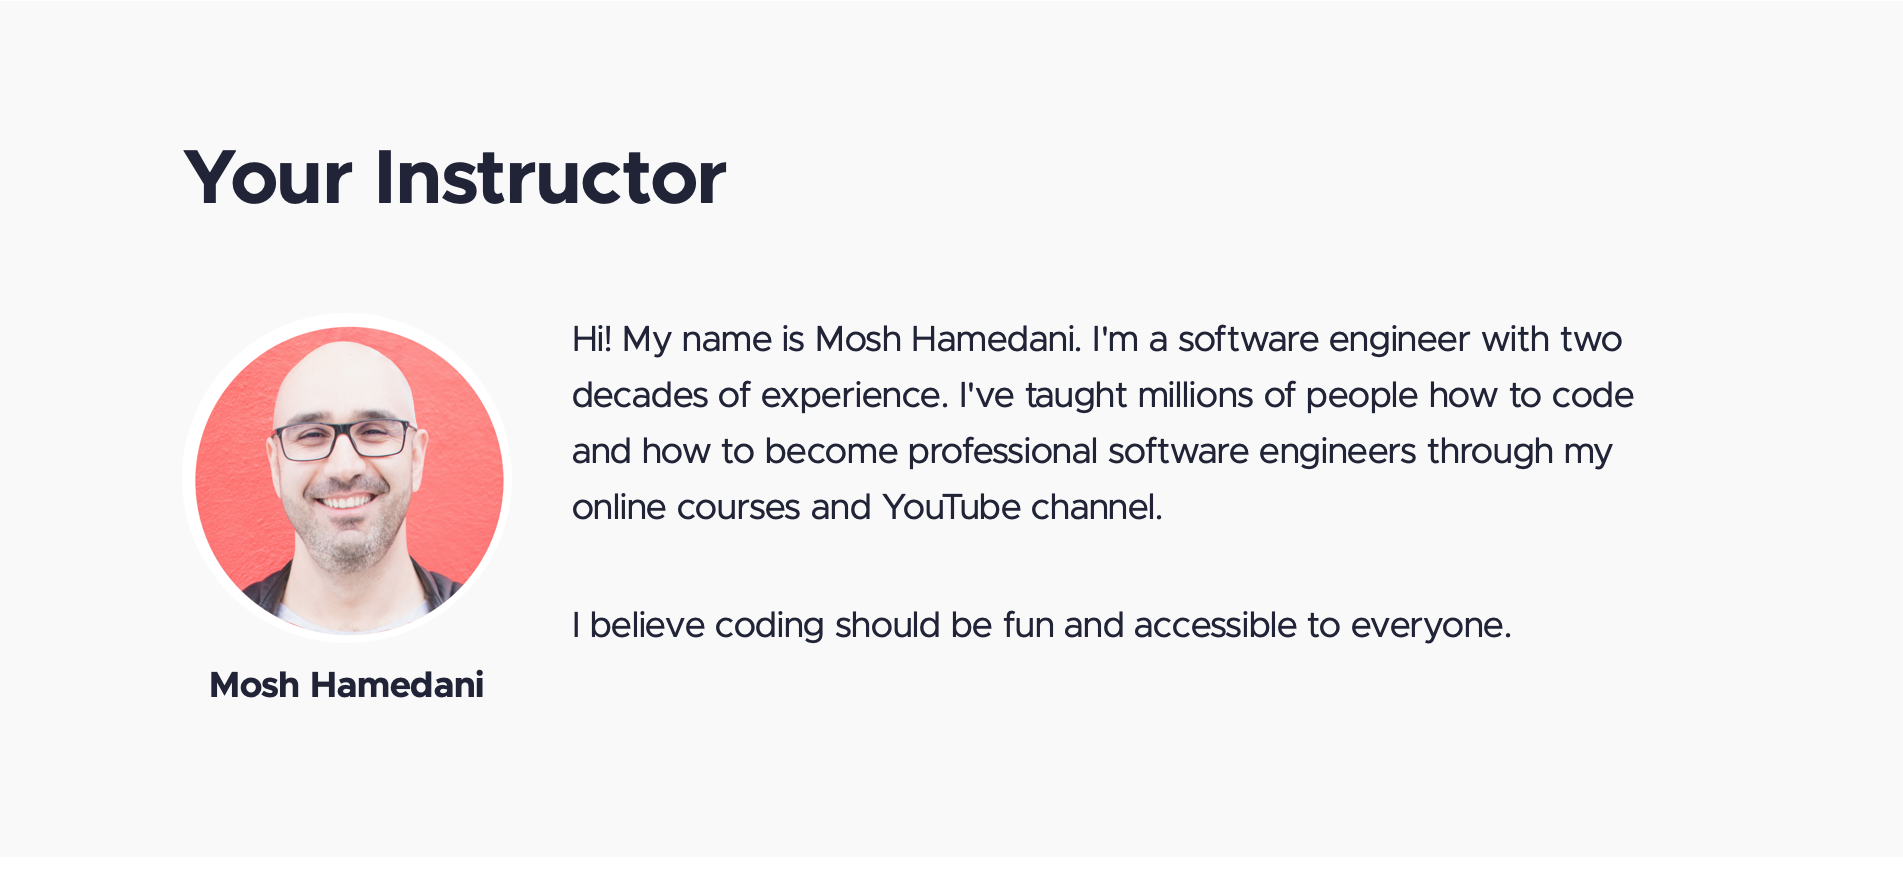 Your Instructor
Hi! My name is Mosh Hamedani. I'm a software engineer with two
decades of experience. I've taught millions of people how to code
and how to become professional software engineers through my
online courses and YouTube channel.
I believe coding should be fun and accessible to everyone.
Mosh Hamedani